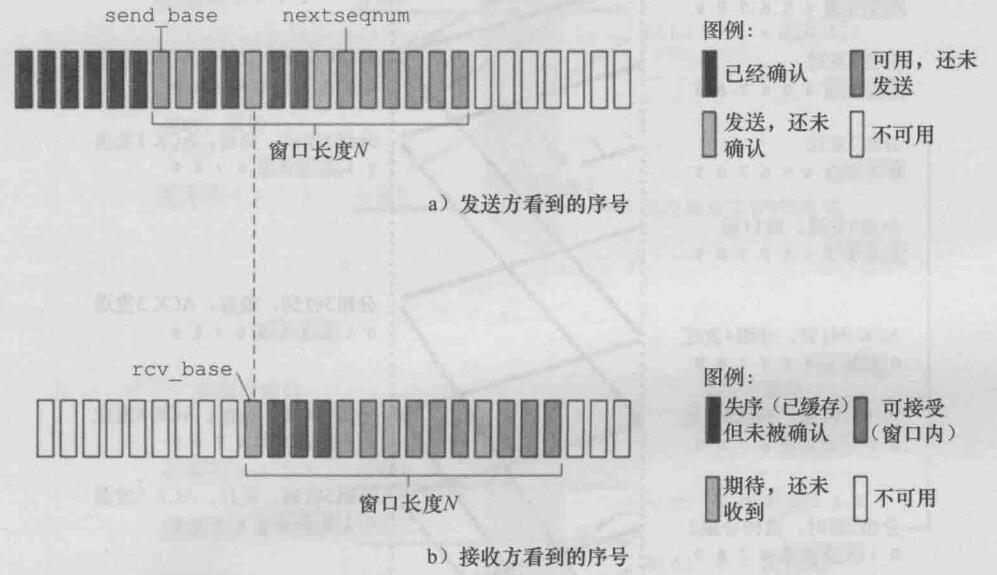 send_base
nextseqnum
窗口长度N
a）发送方看到的序号
图例：
已经确认
可用，还未
发送
发送，还未
确认
不可用
rcv_base
窗口长度N
b）接收方看到的序号
图例：
失序（已缓存）
但未被确认
可接受
（窗口内）
期待，还未
收到
不可用